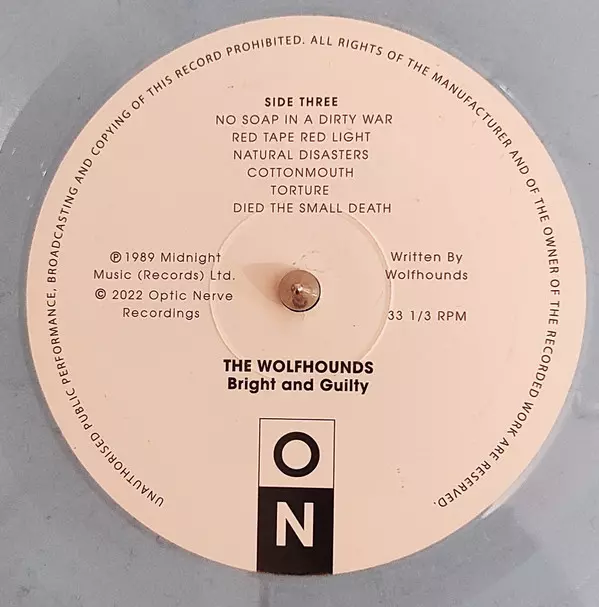 UNAUTHORISED PUBLIC PERFORMANCE, BROADCASTING AND COPYING OF THIS RECORD PROHIBITED. ALL RIGHTS OF THE MANUFACTURER AND OF THE OWNER OF THE RECORDED WORK ARE RESERVED.
SIDE THREE
NO SOAP IN A DIRTY WAR
RED TAPE RED LIGHT
NATURAL DISASTERS
COTTONMOUTH
TORTURE
DIED THE SMALL DEATH
℗ 1989 Midnight
Music (Records) Ltd.
© 2022 Optic Nerve
Recordings
Written By
Wolfhounds
33 1/3 RPM
THE WOLFHOUNDS
Bright and Guilty
O
N